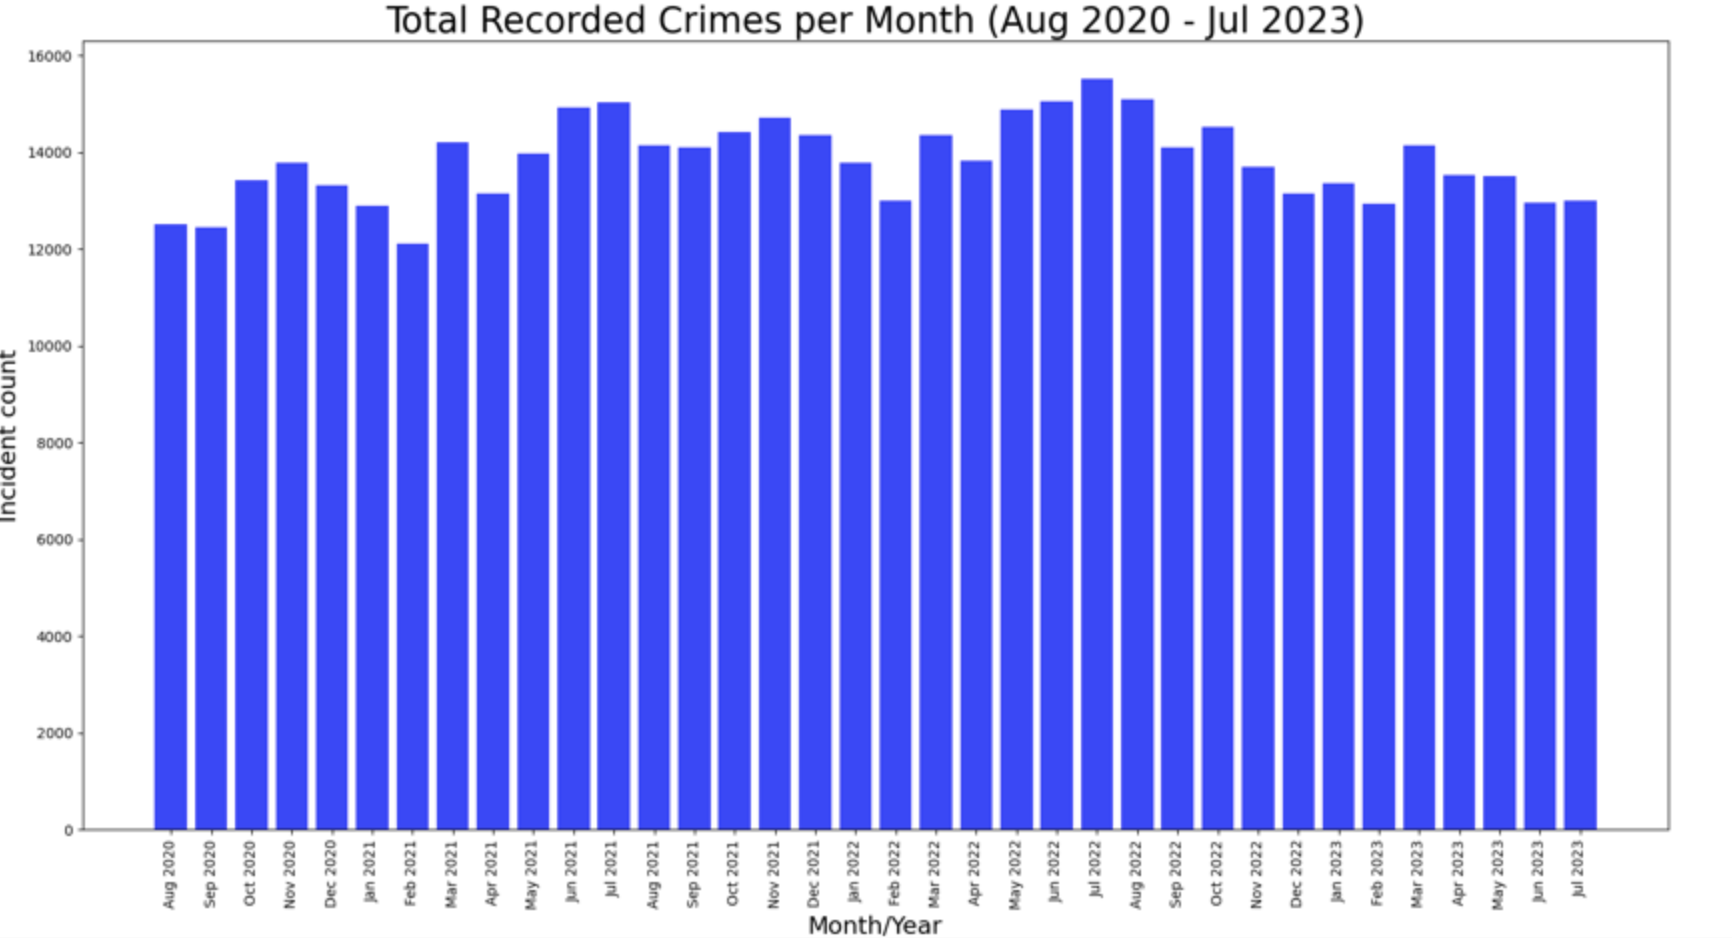 Total Recorded Crimes per Month (Aug 2020 - Jul 2023)
Incident count
16000
14000
12000
10000
8000
6000
4000
2000
0
Aug 2020
Sep 2020
Oct 2020
Nov 2020
Dec 2020
Jan 2021
Feb 2021
Mar 2021
Apr 2021
May 2021
Jun 2021
Jul 2021
Aug 2021
Sep 2021
Oct 2021
Nov 2021
Dec 2021
Jan 2022
Feb 2022
Mar 2022
Apr 2022
May 2022
Jun 2022
Jul 2022
Aug 2022
Sep 2022
Oct 2022
Nov 2022
Dec 2022
Jan 2023
Feb 2023
Mar 2023
Apr 2023
May 2023
Jun 2023
Jul 2023
Month/Year